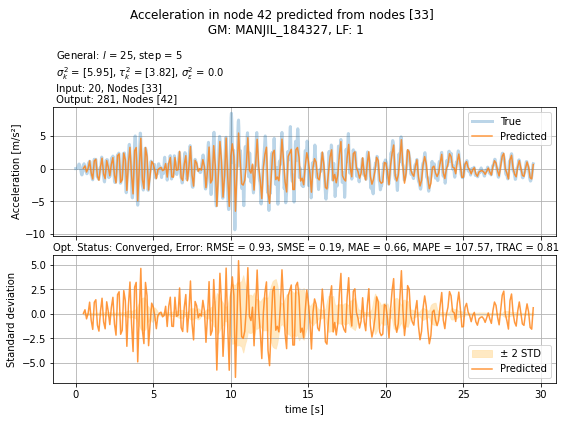 Acceleration in node 42 predicted from nodes [33]
GM: MANJIL_184327, LF: 1
General: l = 25, step = 5
σ²ₖ = [5.95], τ²ₖ = [3.82], σ²ε = 0.0
Input: 20, Nodes [33]
Output: 281, Nodes [42]
Acceleration [m/s²]
5
0
−5
−10
True
Predicted
Opt. Status: Converged, Error: RMSE = 0.93, SMSE = 0.19, MAE = 0.66, MAPE = 107.57, TRAC = 0.81
Standard deviation
5.0
2.5
0.0
−2.5
−5.0
± 2 STD
Predicted
0 5 10 15 20 25 30
time [s]